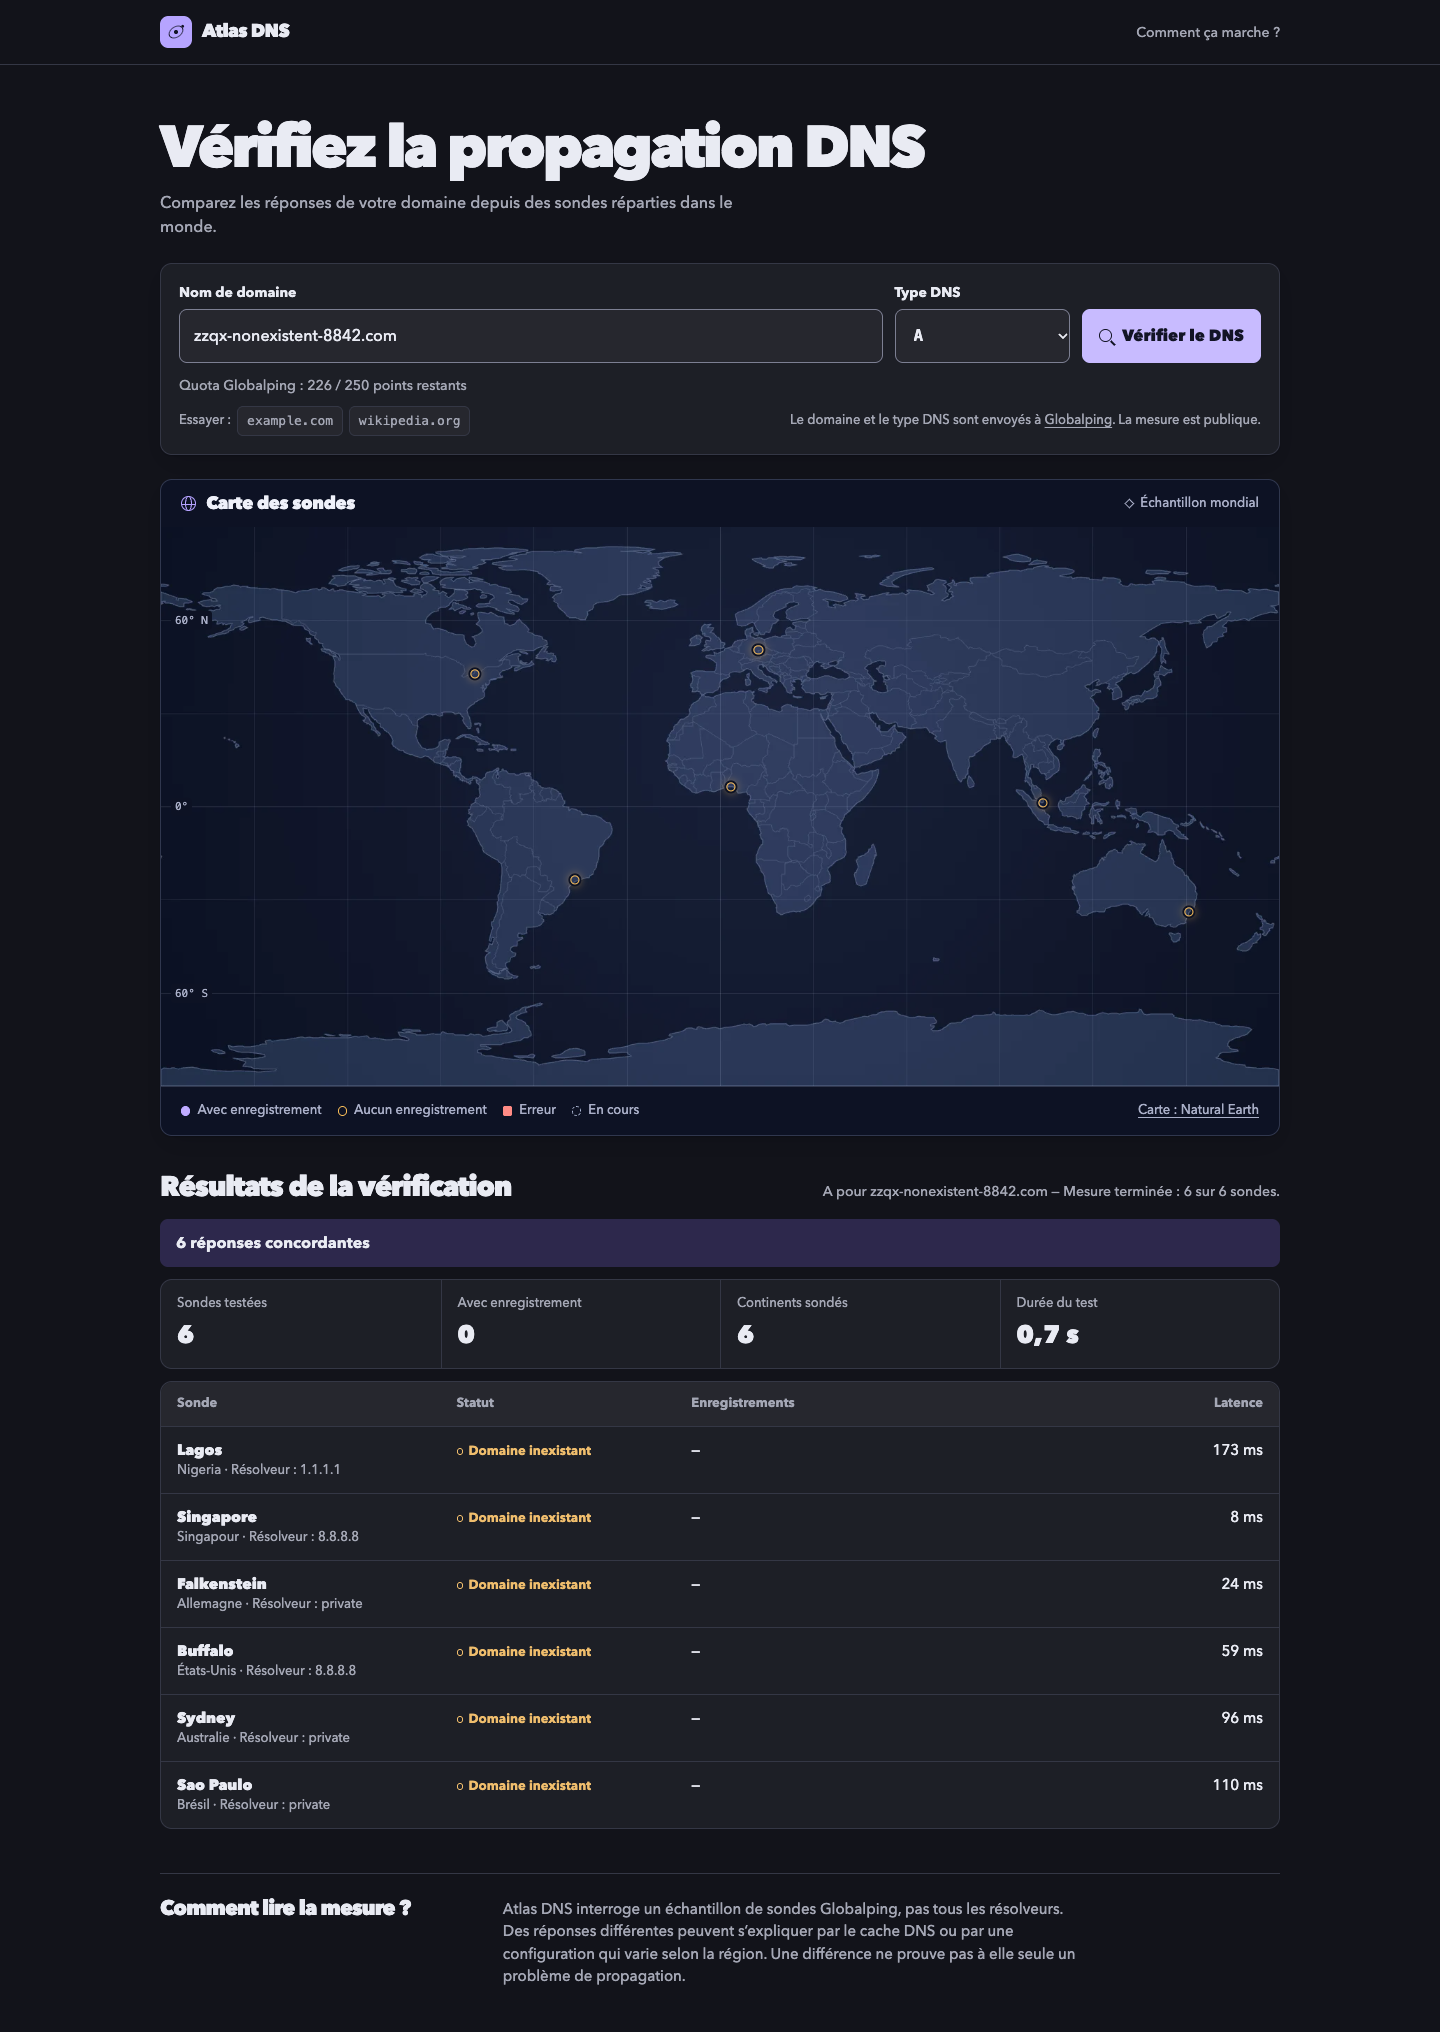 Atlas DNS
Comment ça marche ?
Vérifiez la propagation DNS
Comparez les réponses de votre domaine depuis des sondes réparties dans le
monde.
Nom de domaine
Type DNS
zzqx-nonexistent-8842.com
A
Vérifier le DNS
Quota Globalping : 226 / 250 points restants
Essayer : example.com wikipedia.org
Le domaine et le type DNS sont envoyés à Globalping. La mesure est publique.
Carte des sondes
Échantillon mondial
60° N
0°
60° S
Avec enregistrement
Aucun enregistrement
Erreur
En cours
Carte : Natural Earth
Résultats de la vérification
A pour zzqx-nonexistent-8842.com – Mesure terminée : 6 sur 6 sondes.
6 réponses concordantes
Sondes testées
6
Avec enregistrement
0
Continents sondés
6
Durée du test
0,7 s
Sonde Statut Enregistrements Latence
Lagos Domaine inexistant – 173 ms
Nigeria · Résolveur : 1.1.1.1
Singapore Domaine inexistant – 8 ms
Singapour · Résolveur : 8.8.8.8
Falkenstein Domaine inexistant – 24 ms
Allemagne · Résolveur : private
Buffalo Domaine inexistant – 59 ms
États-Unis · Résolveur : 8.8.8.8
Sydney Domaine inexistant – 96 ms
Australie · Résolveur : private
Sao Paulo Domaine inexistant – 110 ms
Brésil · Résolveur : private
Comment lire la mesure ?
Atlas DNS interroge un échantillon de sondes Globalping, pas tous les résolveurs.
Des réponses différentes peuvent s’expliquer par le cache DNS ou par une
configuration qui varie selon la région. Une différence ne prouve pas à elle seule un
problème de propagation.